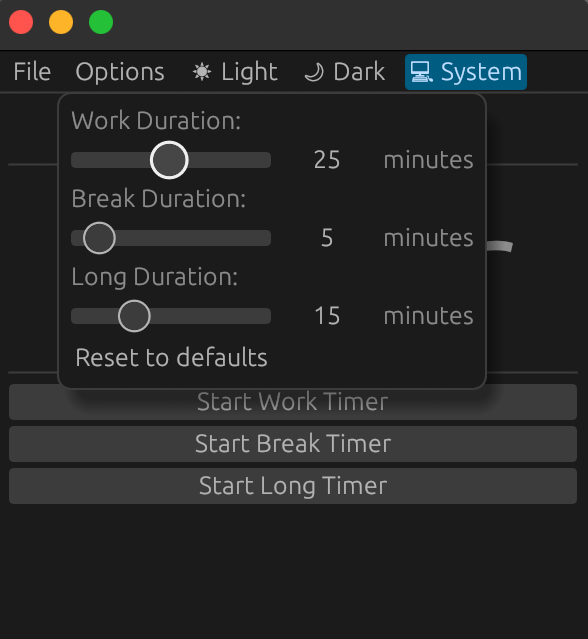 File Options Light Dark System
Work Duration:
25 minutes
Break Duration:
5 minutes
Long Duration:
15 minutes
Reset to defaults
Start Work Timer
Start Break Timer
Start Long Timer